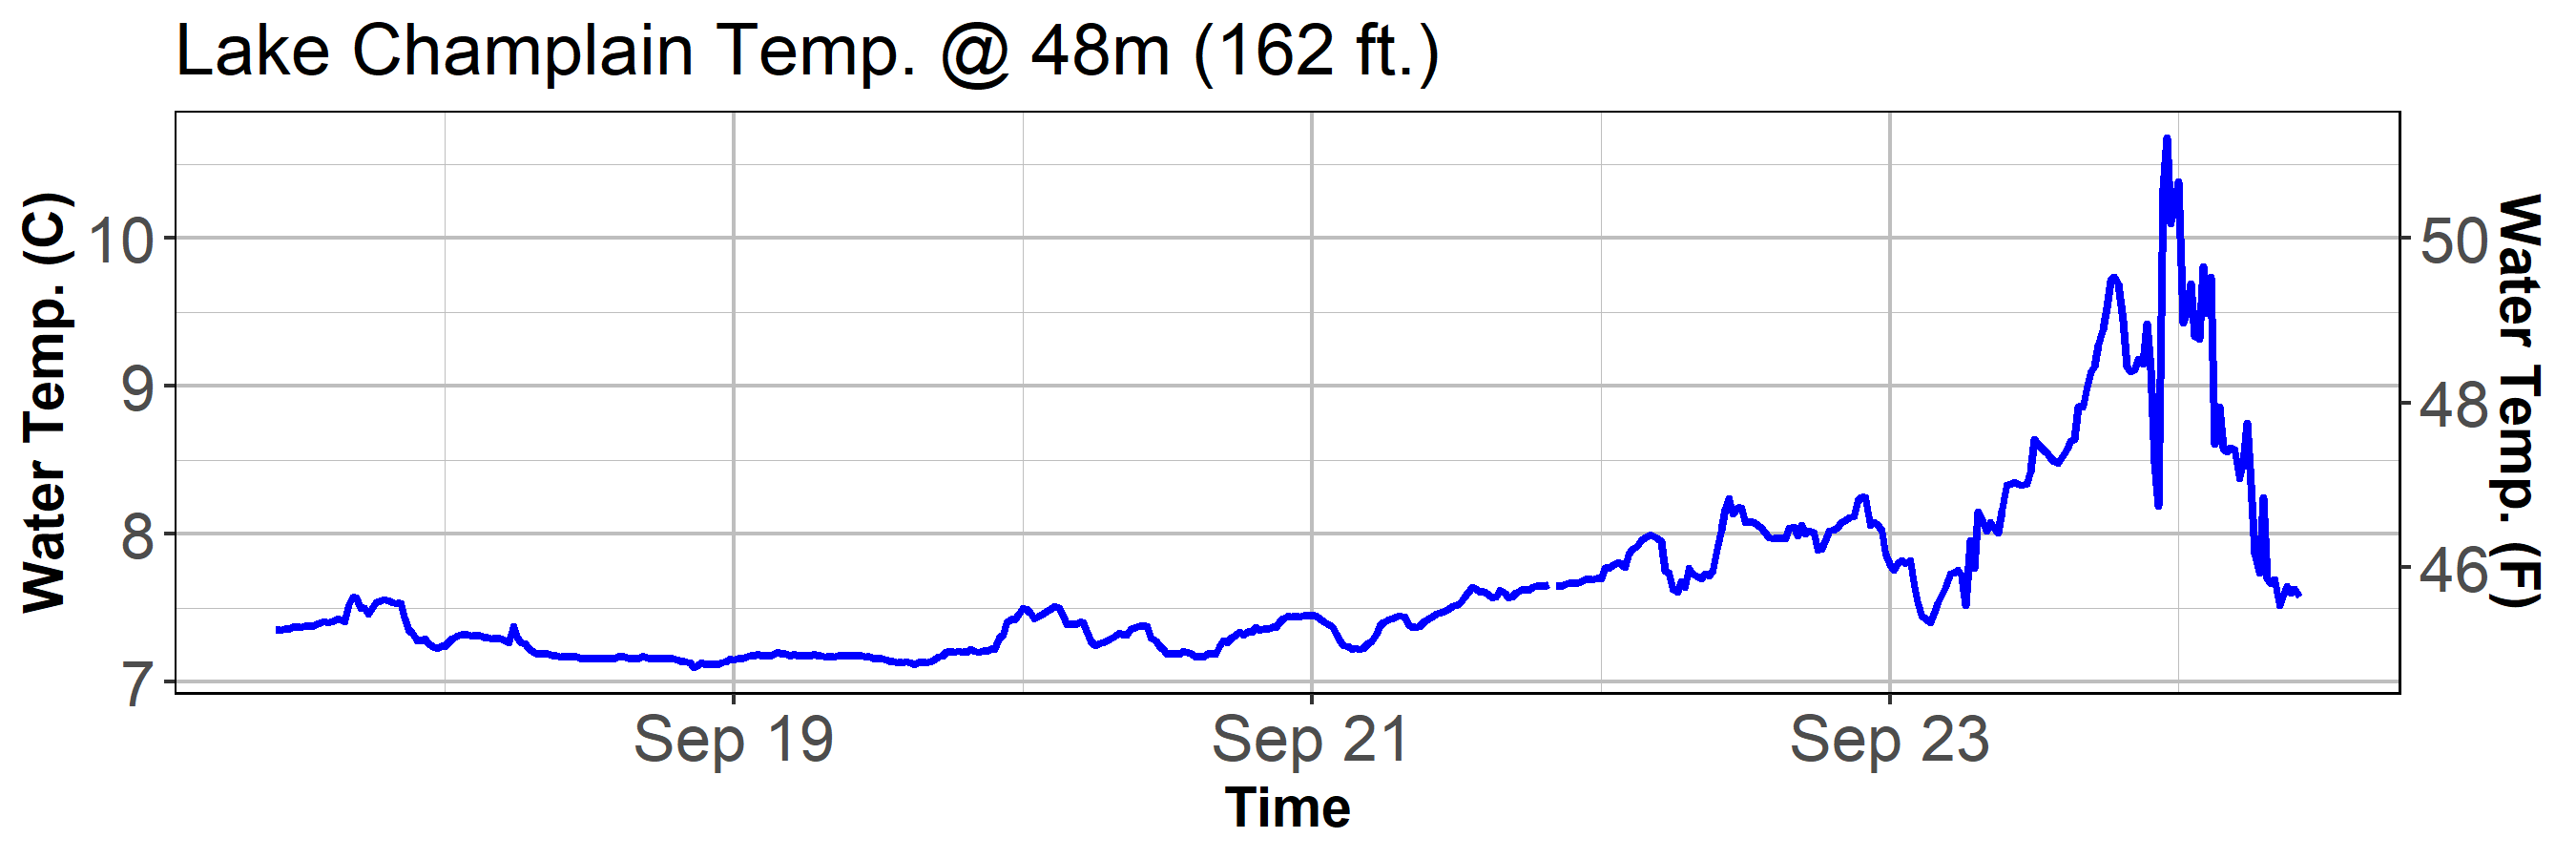 Lake Champlain Temp. @ 48m (162 ft.)
Water Temp. (C)
10
9
8
7
50
48
46
Water Temp. (F)
Sep 19 Sep 21 Sep 23
Time